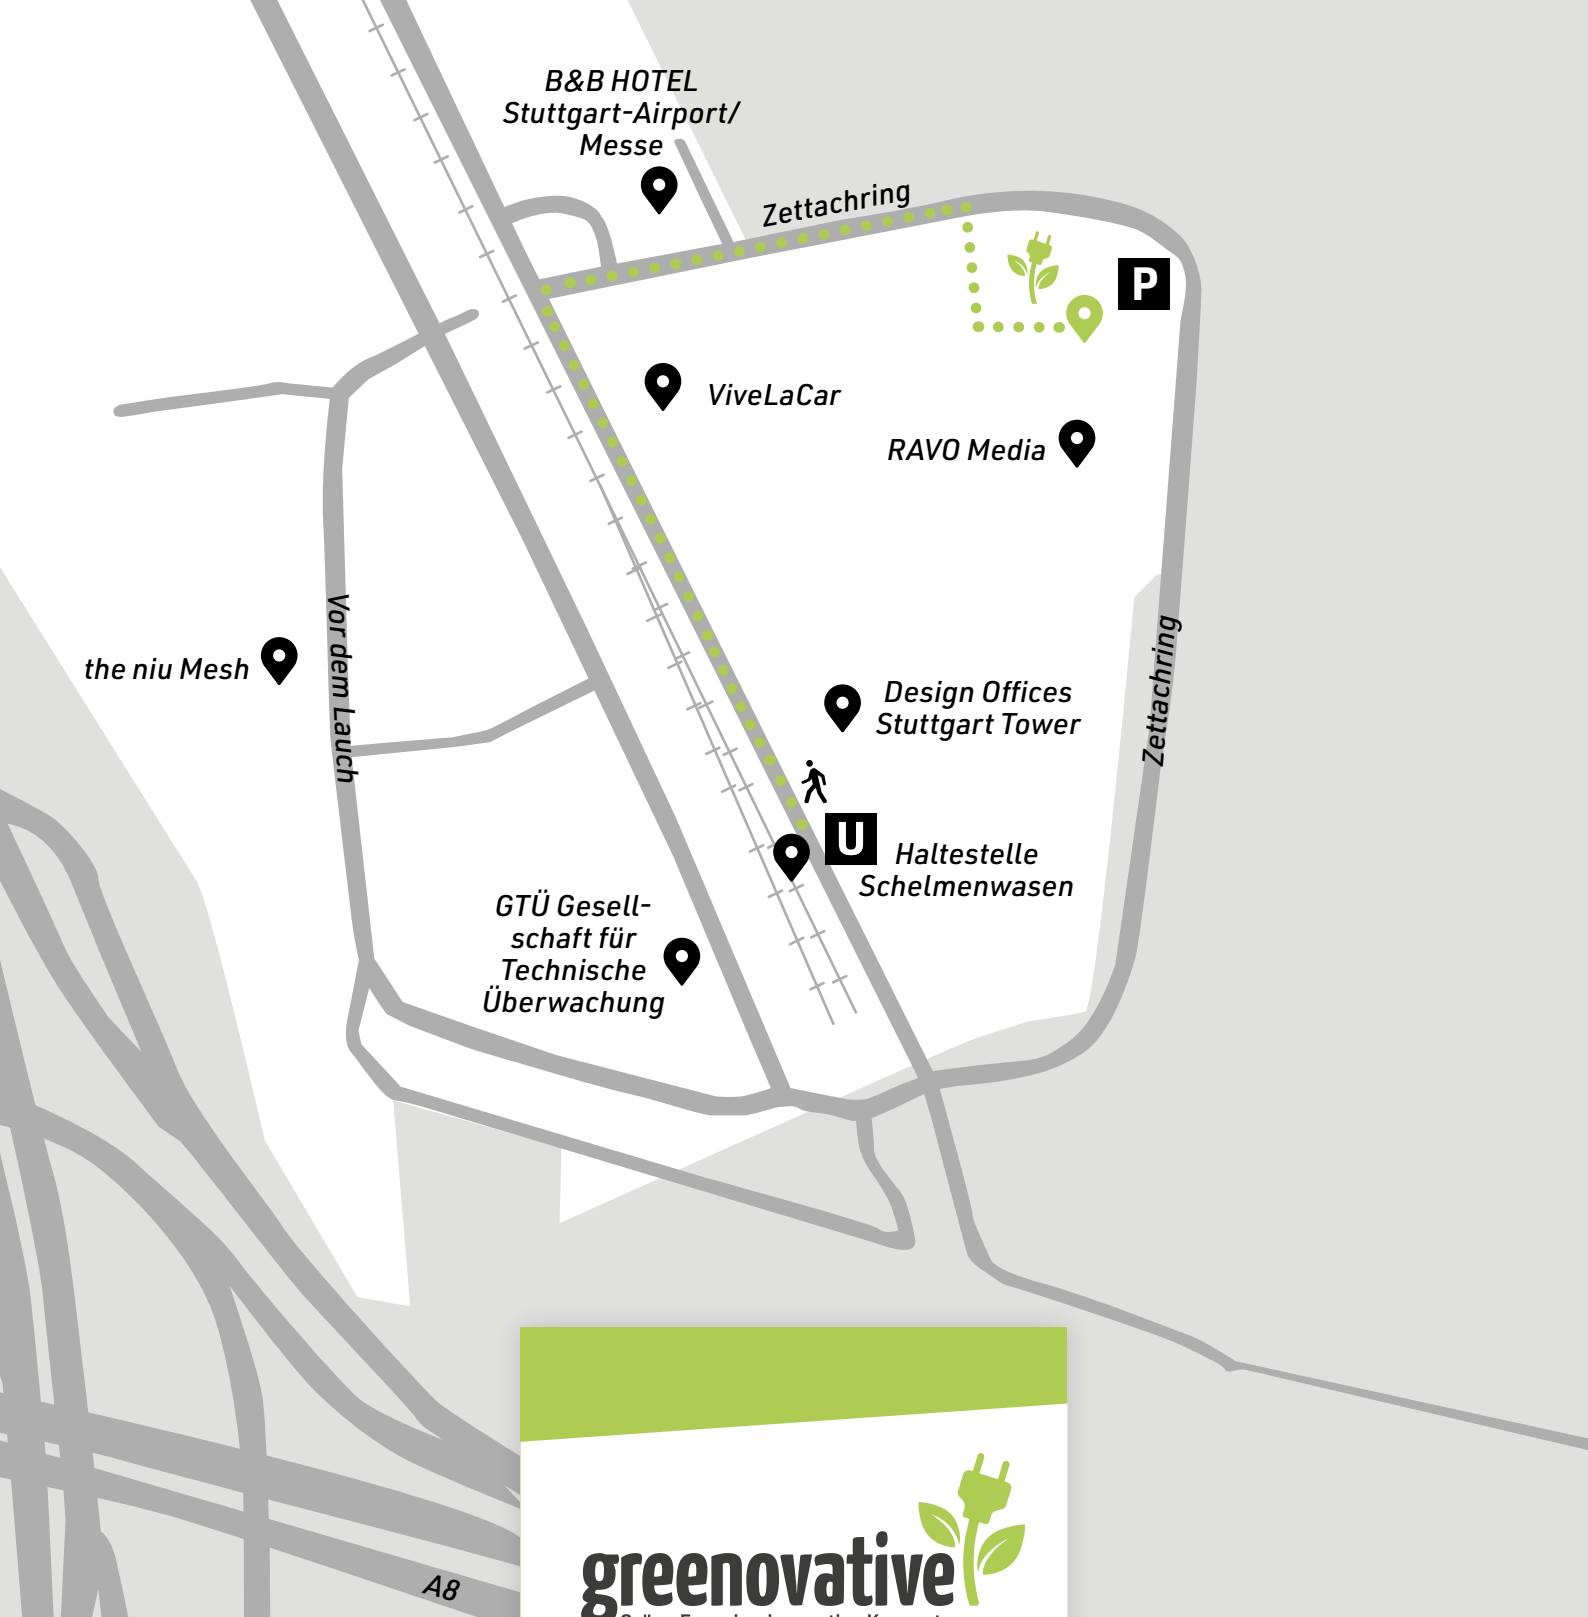 B&B HOTEL
Stuttgart-Airport/
Messe
Zettachring
P
ViveLaCar
RAVO Media
Vor dem Lauch
the niu Mesh
Zettachring
Design Offices
Stuttgart Tower
U
Haltestelle
Schelmenwasen
GTÜ Gesell-
schaft für
Technische
Überwachung
greenovative
A8